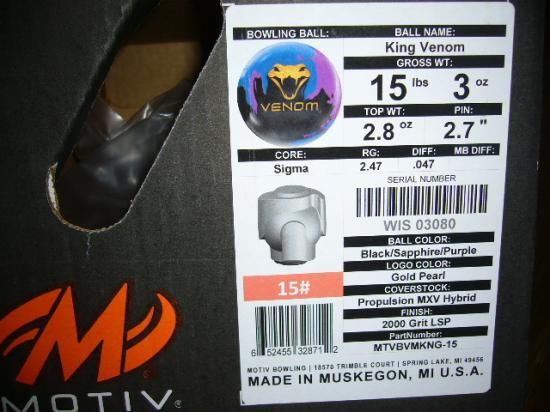 BOWLING BALL:
BALL NAME:
King Venom
GROSS WT:
15 lbs 3 oz
TOP WT:
PIN:
2.8 oz 2.7 "
VENOM
CORE:
RG:
DIFF:
MB DIFF:
Sigma
2.47
.047
SERIAL NUMBER
WIS 03080
BALL COLOR:
Black/Sapphire/Purple
LOGO COLOR:
Gold Pearl
COVERSTOCK:
Propulsion MXV Hybrid
FINISH:
2000 Grit LSP
PartNumber:
MTVBVMKNG-15
15#
6 52455 32871 2
MOTIV BOWLING | 18570 TRIMBLE COURT | SPRING LAKE, MI 49456
MADE IN MUSKEGON, MI U.S.A.
MOTIV®